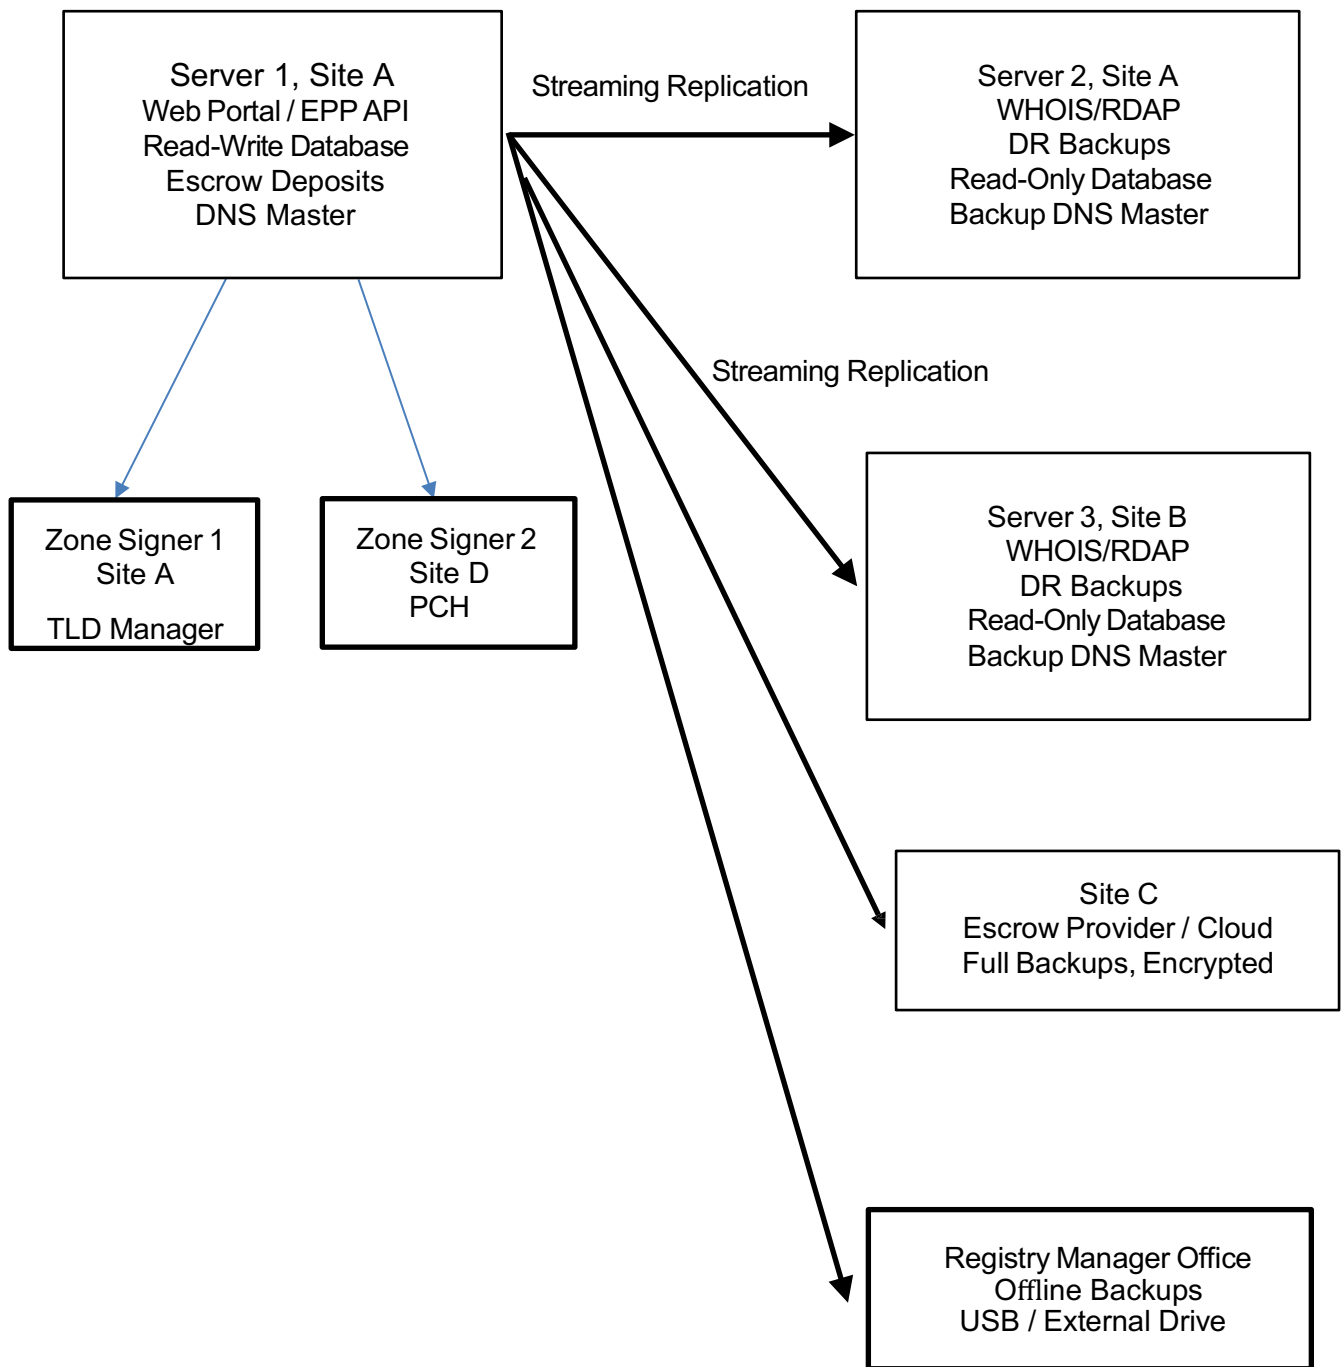 Server 1, Site A
Web Portal / EPP API
Read-Write Database
Escrow Deposits
DNS Master
Streaming Replication
Server 2, Site A
WHOIS/RDAP
DR Backups
Read-Only Database
Backup DNS Master
Streaming Replication
Zone Signer 1
Site A
TLD Manager
Zone Signer 2
Site D
PCH
Server 3, Site B
WHOIS/RDAP
DR Backups
Read-Only Database
Backup DNS Master
Site C
Escrow Provider / Cloud
Full Backups, Encrypted
Registry Manager Office
Offline Backups
USB / External Drive